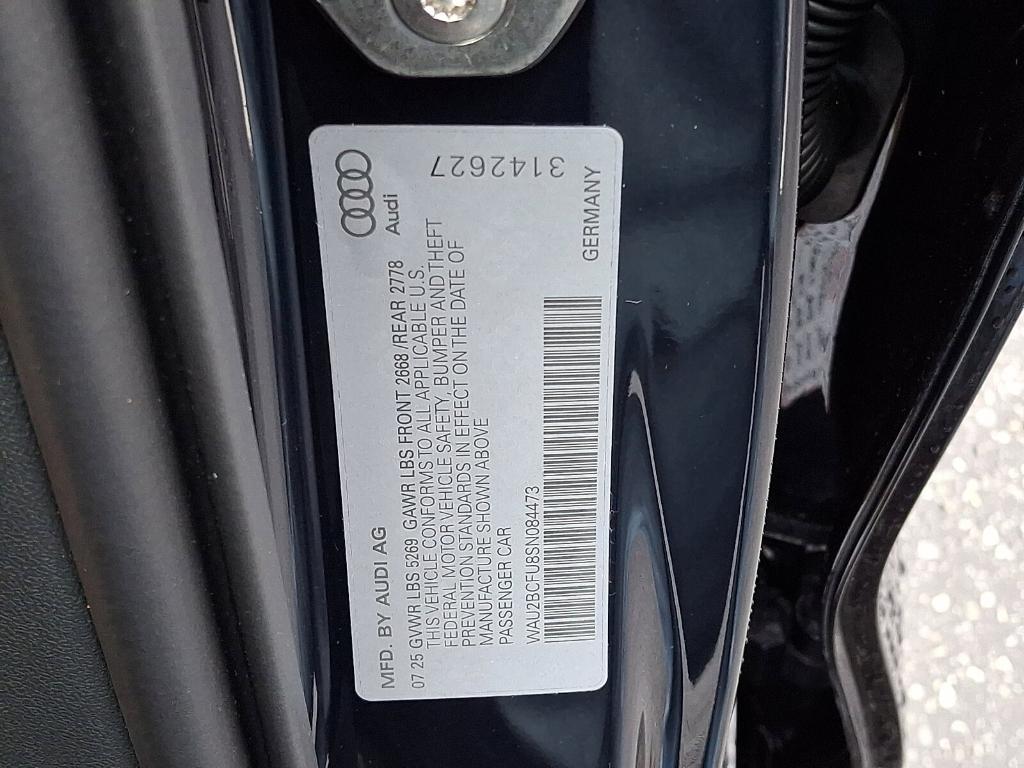 Audi
3142627
MFD. BY AUDI AG
07 25 GVWR LBS 5269 GAWR LBS FRONT 2668 /REAR 2778
THIS VEHICLE CONFORMS TO ALL APPLICABLE U.S.
FEDERAL MOTOR VEHICLE SAFETY, BUMPER AND THEFT
PREVENTION STANDARDS IN EFFECT ON THE DATE OF
MANUFACTURE SHOWN ABOVE
PASSENGER CAR
WAU2BCFU8SN084473
GERMANY